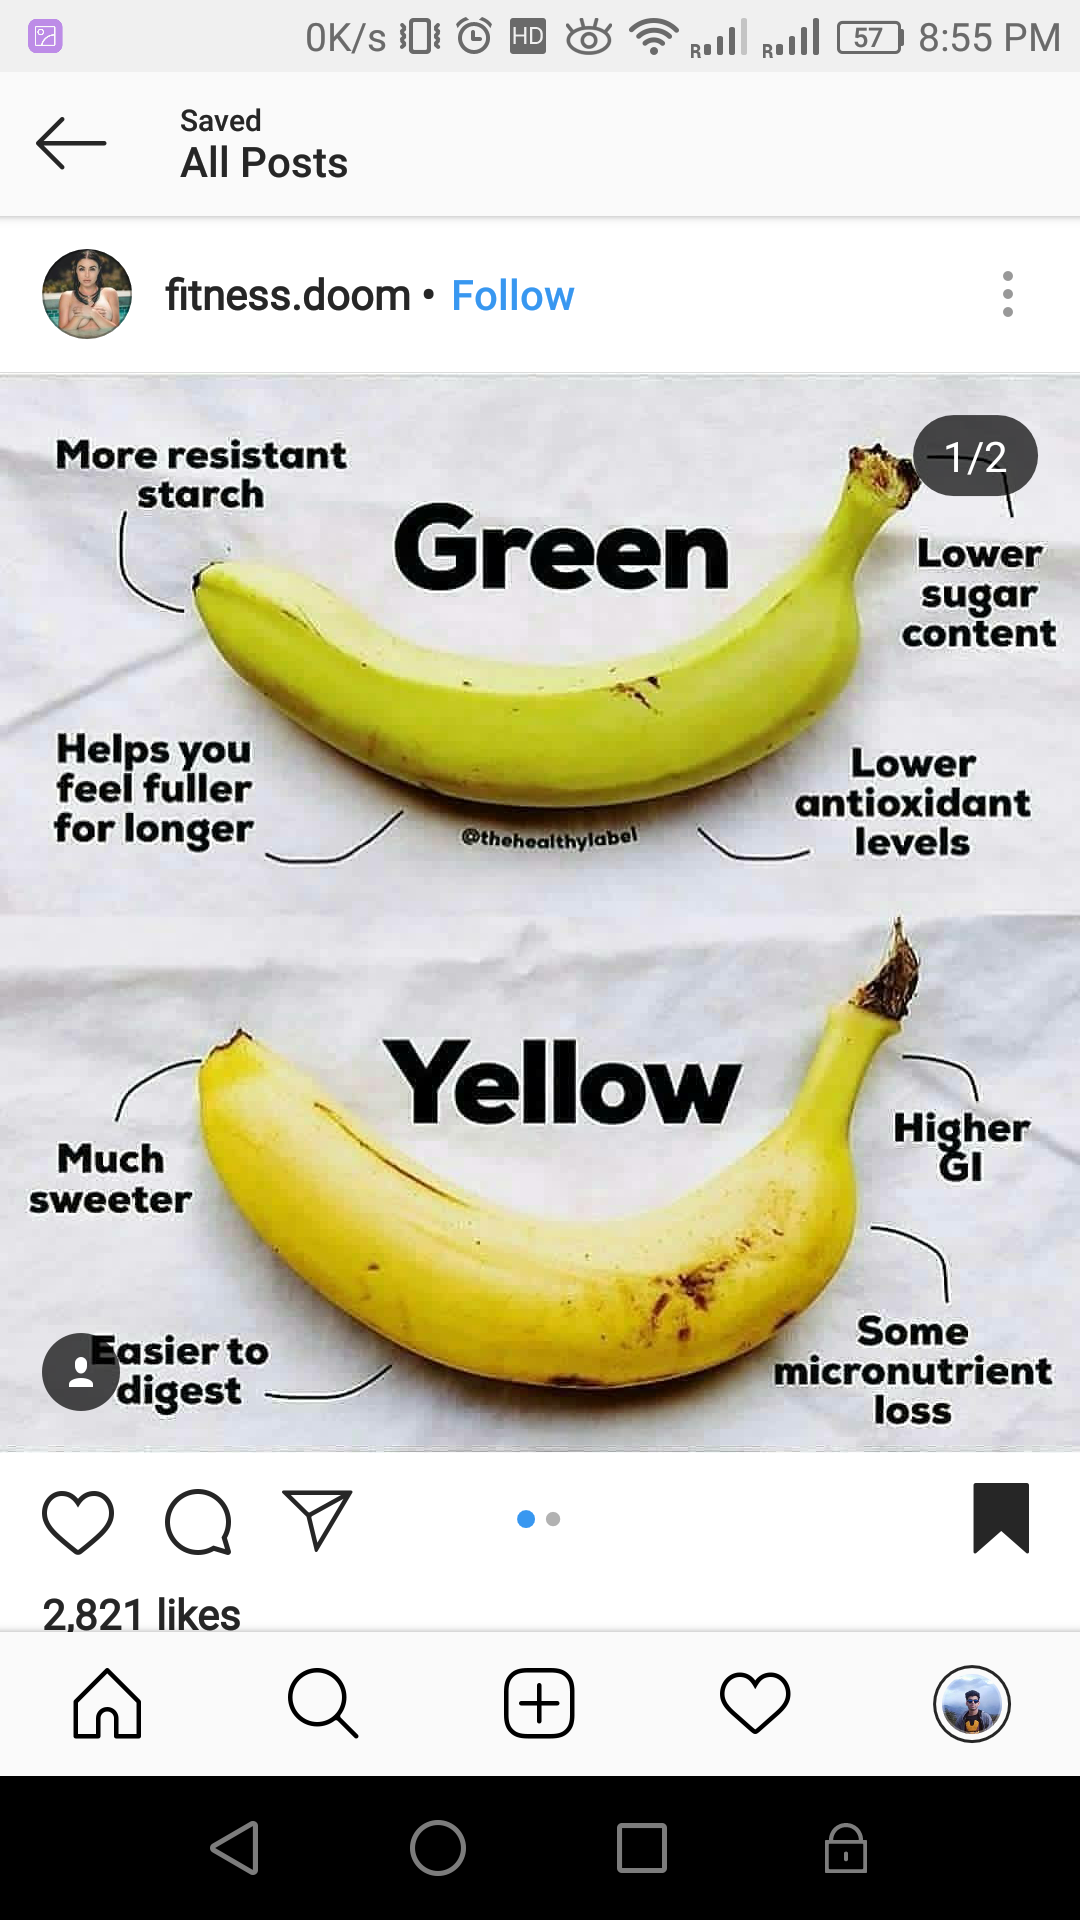 0K/s HD 57 8:55 PM
R R
Saved
All Posts
fitness.doom • Follow
1/2
More resistant
starch
Green
Lower
sugar
content
Helps you
feel fuller
for longer
@thehealthylabel
Lower
antioxidant
levels
Yellow
Much
sweeter
Higher
GI
Easier to
digest
Some
micronutrient
loss
2,821 likes